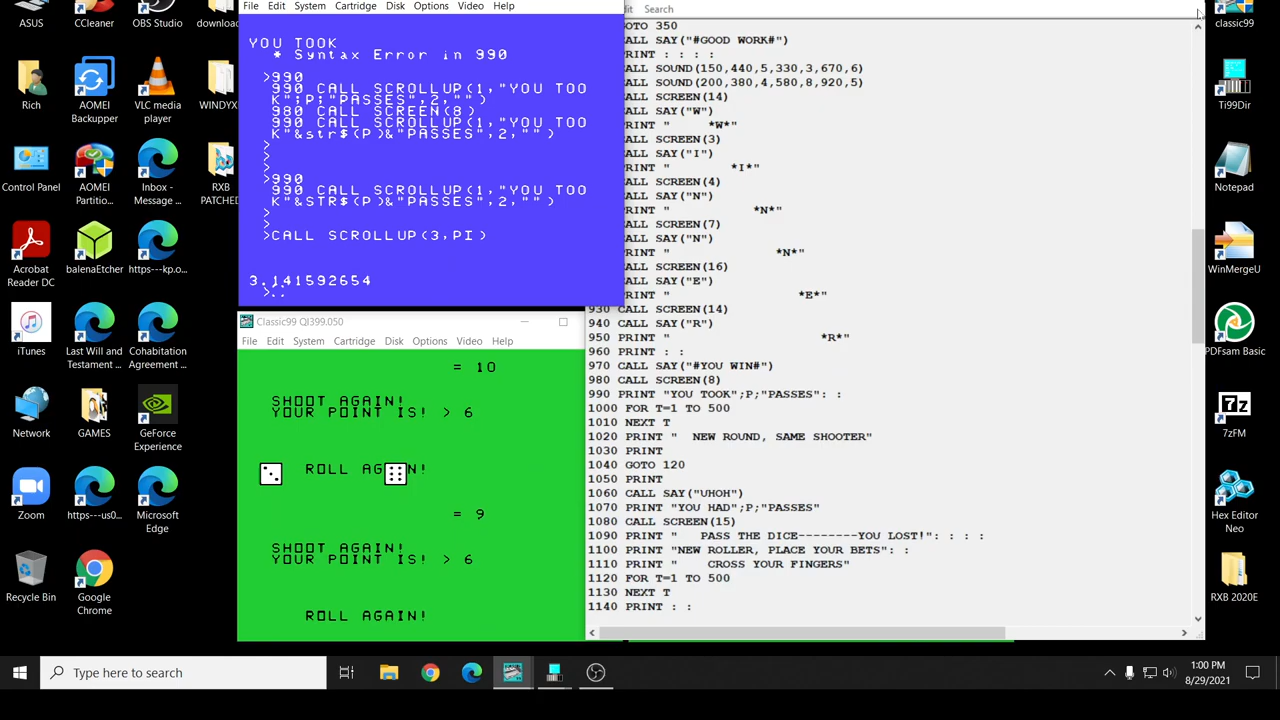 ASUS
CCleaner
OBS Studio
download
Rich
AOMEI
Backupper
VLC media
player
WINDYX
Control Panel
AOMEI
Partitio...
Inbox -
Message ...
RXB
PATCHED
Acrobat
Reader DC
balenaEtcher
https---kp.o...
iTunes
Last Will and
Testament ...
Cohabitation
Agreement ...
Network
GAMES
GeForce
Experience
Zoom
https---us0...
Microsoft
Edge
Recycle Bin
Google
Chrome
File Edit System Cartridge Disk Options Video Help
YOU TOOK
* Syntax Error in 990
>990
990 CALL SCROLLUP(1,"YOU TOO
K";P;"PASSES",2,"")
980 CALL SCREEN(8)
990 CALL SCROLLUP(1,"YOU TOO
K"&str$(P)&"PASSES",2,"")
>
>
>
>990
990 CALL SCROLLUP(1,"YOU TOO
K"&STR$(P)&"PASSES",2,"")
>
>
>CALL SCROLLUP(3,PI)
3.141592654
>..
Classic99 QI399.050
File Edit System Cartridge Disk Options Video Help
= 10
SHOOT AGAIN!
YOUR POINT IS! > 6
ROLL AGAIN!
= 9
SHOOT AGAIN!
YOUR POINT IS! > 6
ROLL AGAIN!
dit Search
OTO 350
CALL SAY("#GOOD WORK#")
PRINT : : : :
CALL SOUND(150,440,5,330,3,670,6)
CALL SOUND(200,380,4,580,8,920,5)
CALL SCREEN(14)
CALL SAY("W")
PRINT " *W*"
CALL SCREEN(3)
CALL SAY("I")
PRINT " *I*"
CALL SCREEN(4)
CALL SAY("N")
PRINT " *N*"
CALL SCREEN(7)
CALL SAY("N")
PRINT " *N*"
CALL SCREEN(16)
CALL SAY("E")
PRINT " *E*"
930 CALL SCREEN(14)
940 CALL SAY("R")
950 PRINT " *R*"
960 PRINT : :
970 CALL SAY("#YOU WIN#")
980 CALL SCREEN(8)
990 PRINT "YOU TOOK";P;"PASSES": :
1000 FOR T=1 TO 500
1010 NEXT T
1020 PRINT " NEW ROUND, SAME SHOOTER"
1030 PRINT
1040 GOTO 120
1050 PRINT
1060 CALL SAY("UHOH")
1070 PRINT "YOU HAD";P;"PASSES"
1080 CALL SCREEN(15)
1090 PRINT " PASS THE DICE--------YOU LOST!": : : :
1100 PRINT "NEW ROLLER, PLACE YOUR BETS": :
1110 PRINT " CROSS YOUR FINGERS"
1120 FOR T=1 TO 500
1130 NEXT T
1140 PRINT : :
classic99
Ti99Dir
Notepad
WinMergeU
PDFsam Basic
7zFM
Hex Editor
Neo
RXB 2020E
Type here to search
1:00 PM
8/29/2021